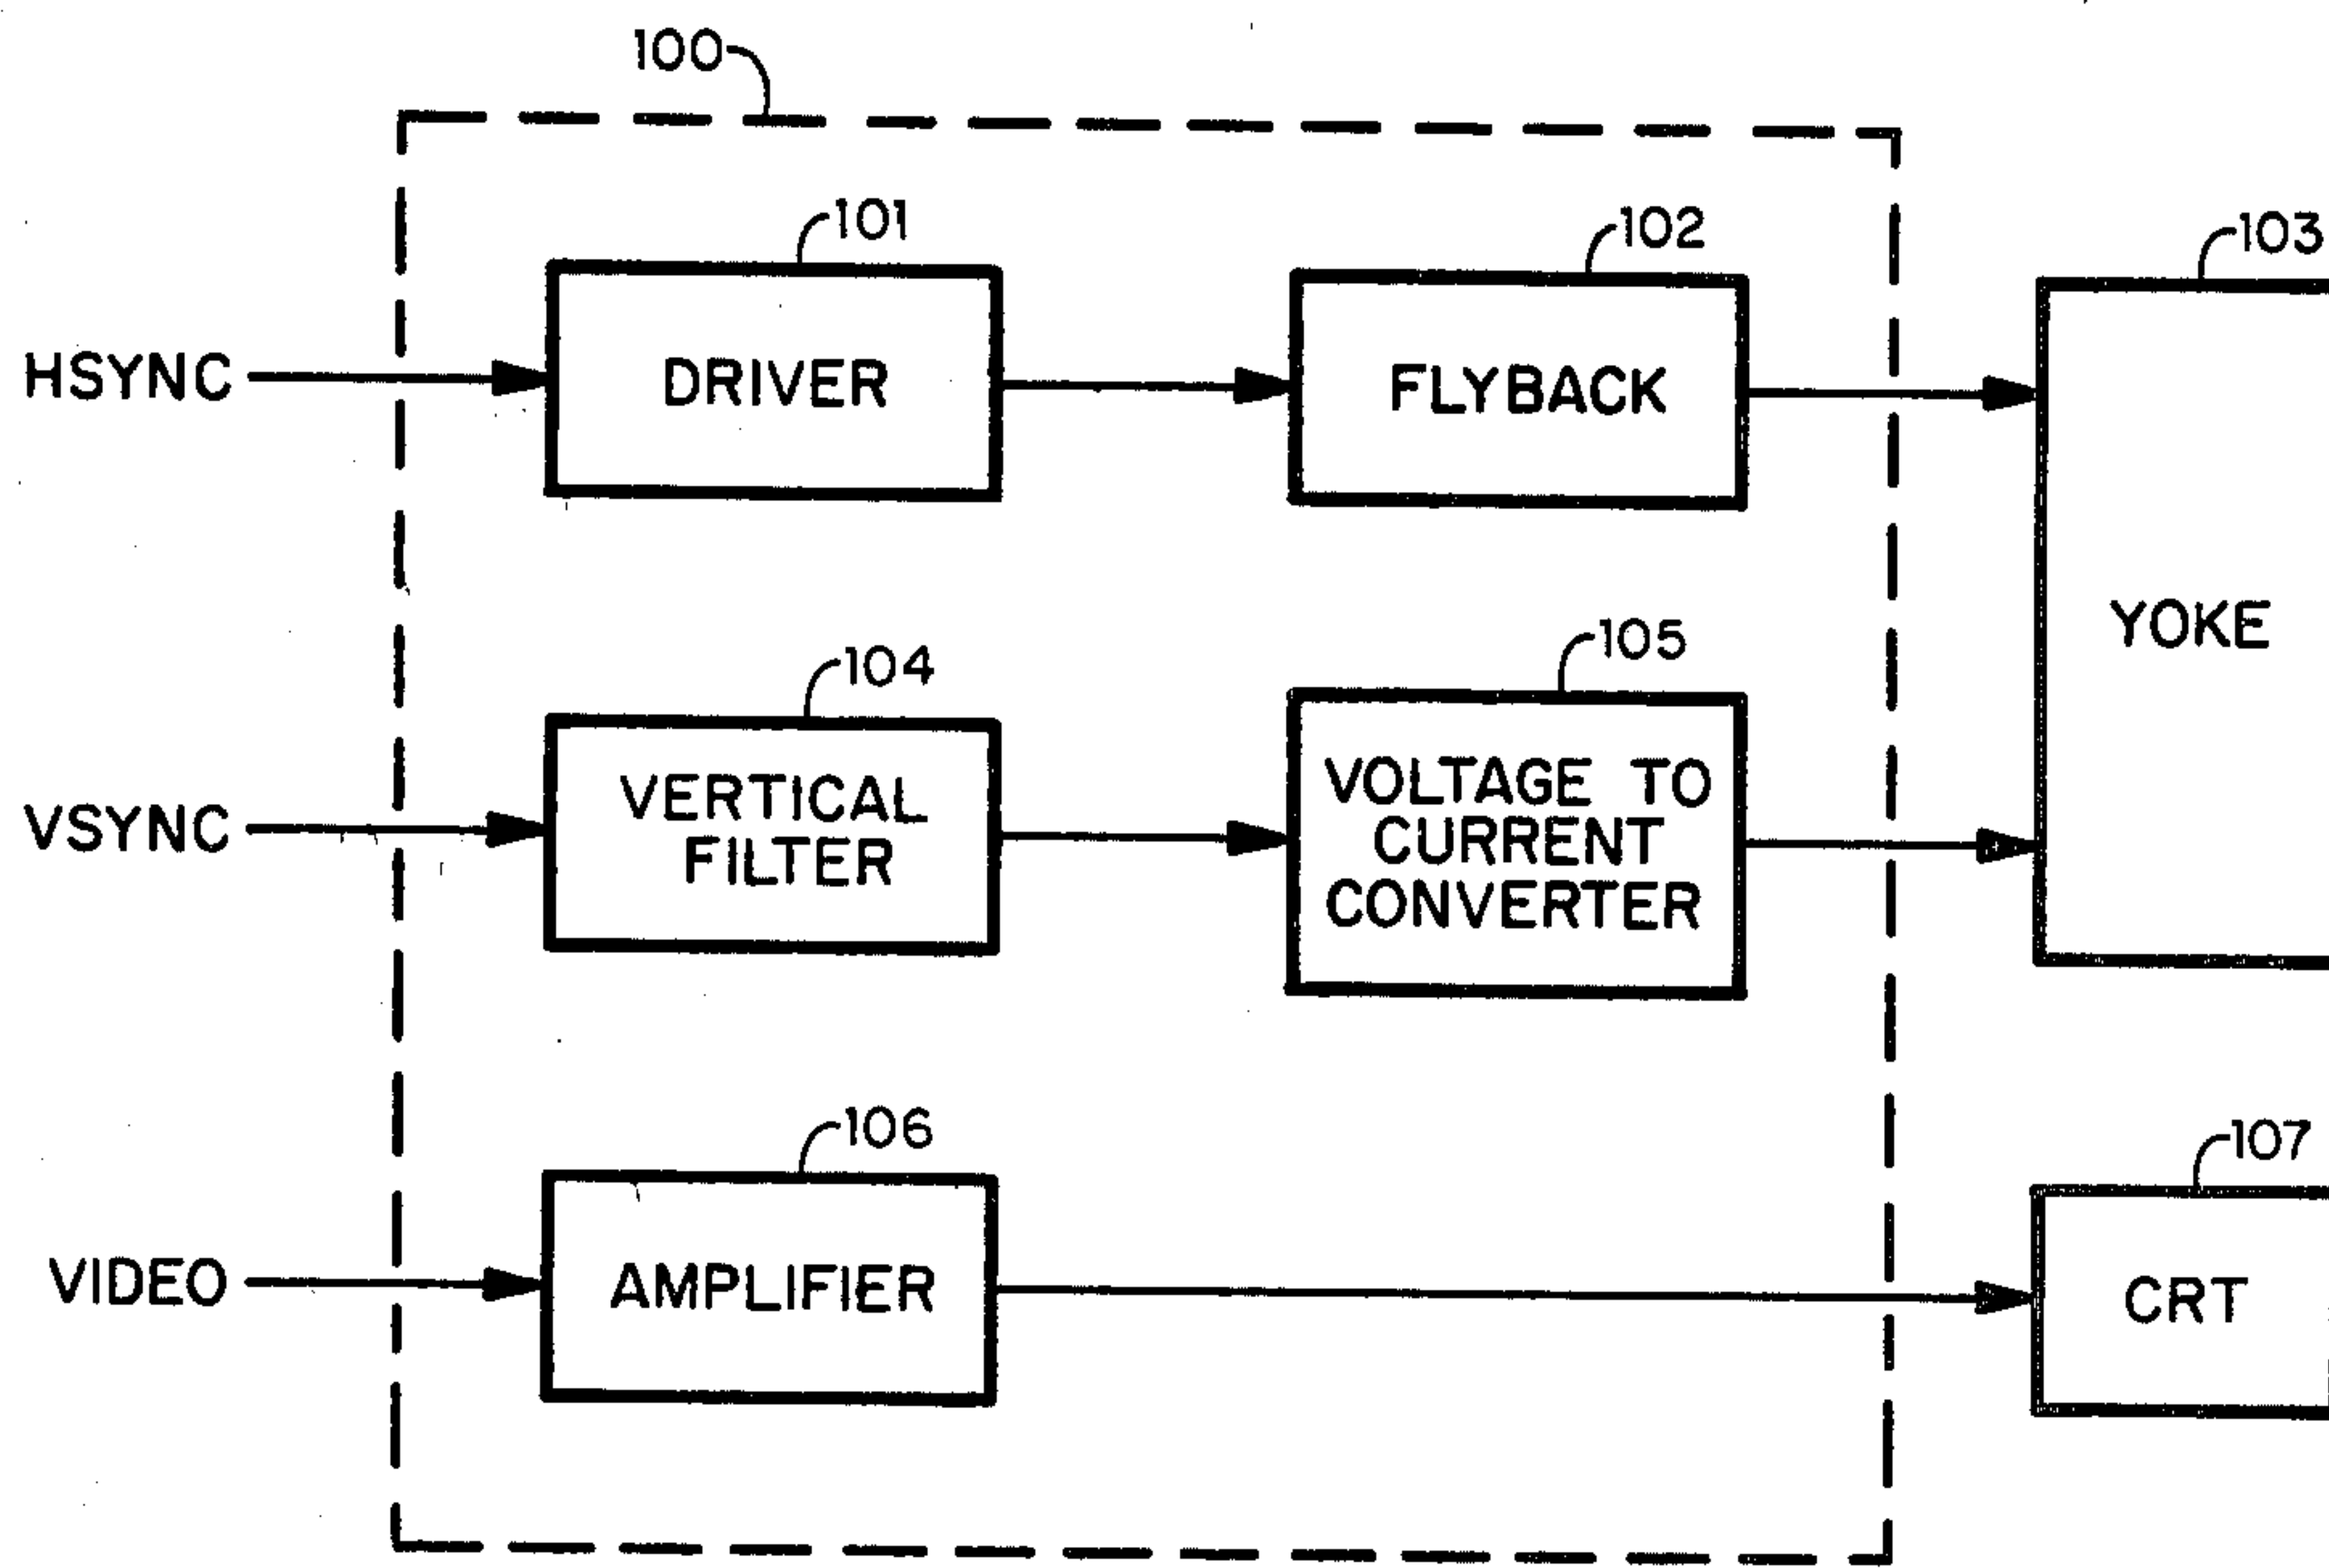 100
101
102
103
HSYNC
DRIVER
FLYBACK
YOKE
104
105
VSYNC
VERTICAL
FILTER
VOLTAGE TO
CURRENT
CONVERTER
106
107
VIDEO
AMPLIFIER
CRT